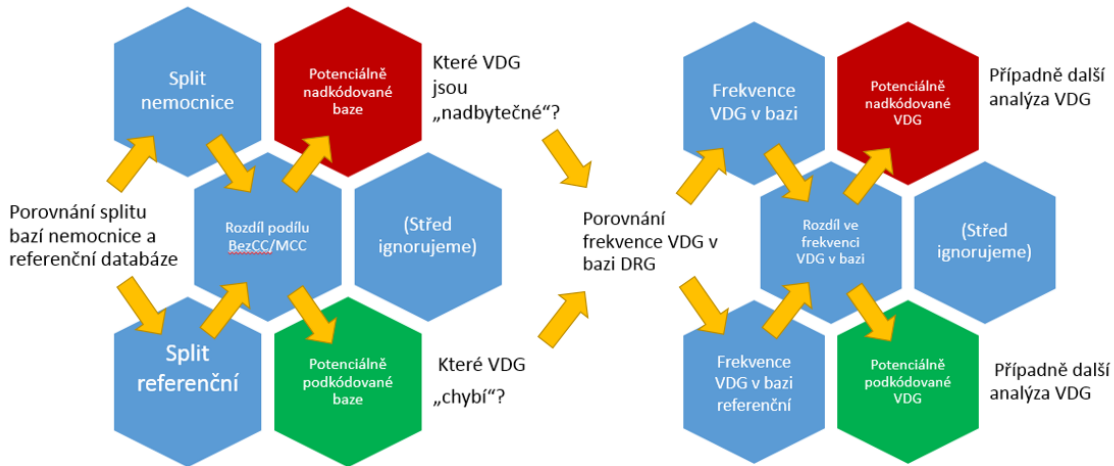 Split
nemocnice
Potenciálně
nadkódované
baze
Které VDG
jsou
„nadbytečné“?
Porovnání splitu
bazí nemocnice a
referenční databáze
Rozdíl podílu
BezCC/MCC
(Střed
ignorujeme)
Split
referenční
Potenciálně
podkódované
baze
Které VDG
„chybí“?
Porovnání
frekvence VDG v
bazi DRG
Frekvence
VDG v bazi
Potenciálně
nadkódované
VDG
Případně další
analýza VDG
Rozdíl ve
frekvenci
VDG v bazi
(Střed
ignorujeme)
Frekvence
VDG v bazi
referenční
Potenciálně
podkódované
VDG
Případně další
analýza VDG